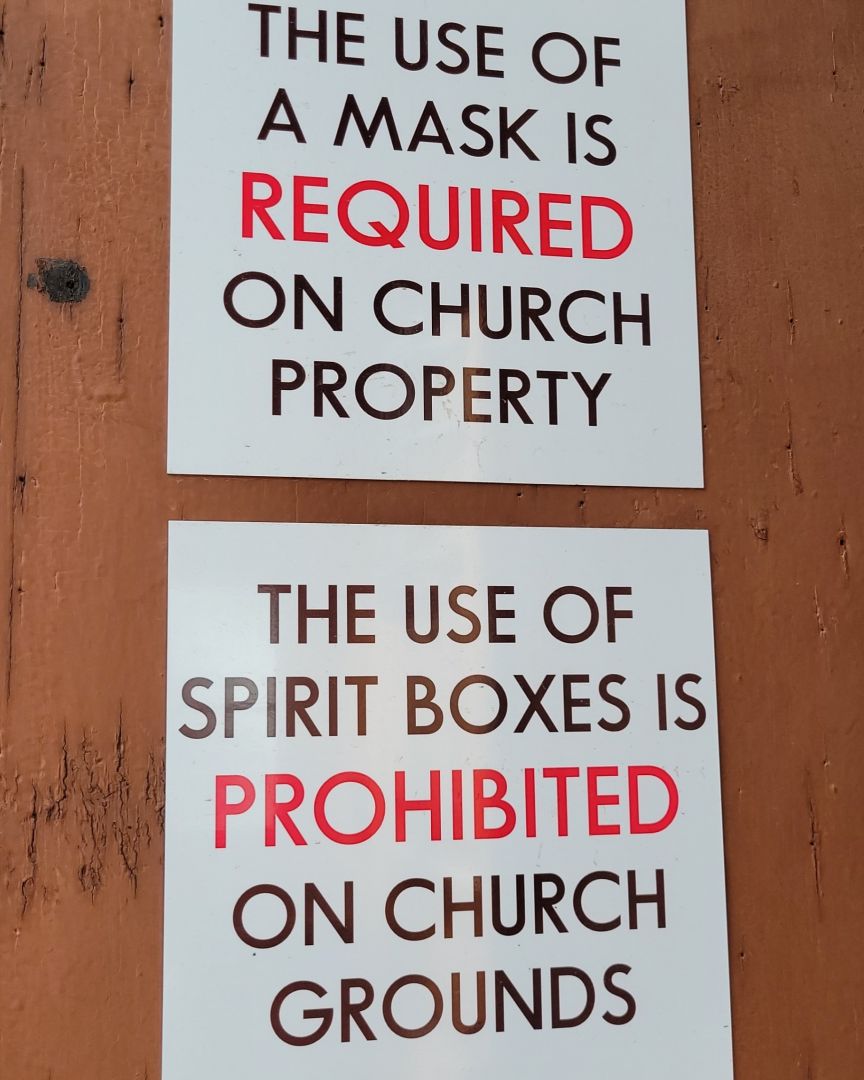 THE USE OF
A MASK IS
REQUIRED
ON CHURCH
PROPERTY
THE USE OF
SPIRIT BOXES IS
PROHIBITED
ON CHURCH
GROUNDS